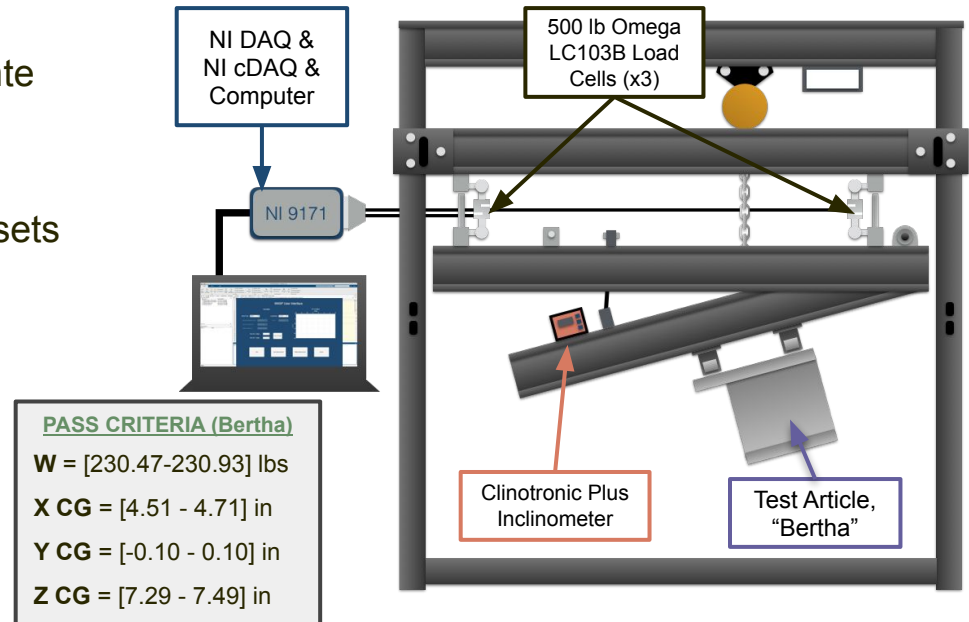 nte
sets
NI DAQ &
NI cDAQ &
Computer
500 lb Omega
LC103B Load
Cells (x3)
NI 9171
PASS CRITERIA (Bertha)
W = [230.47-230.93] lbs
X CG = [4.51 - 4.71] in
Y CG = [-0.10 - 0.10] in
Z CG = [7.29 - 7.49] in
Clinotronic Plus
Inclinometer
Test Article,
“Bertha”